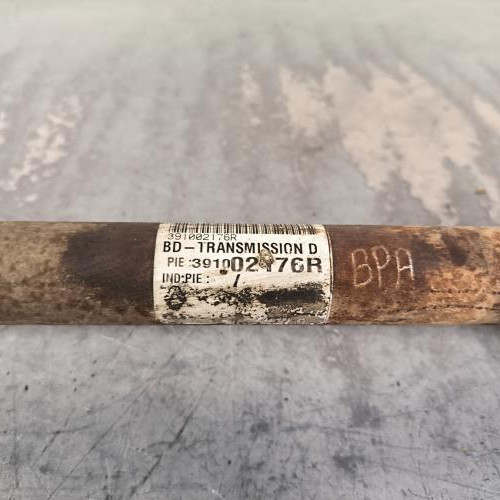 391002176R
BD-TRANSMISSION D
PIE :391002176R
IND:PIE : /
BPA